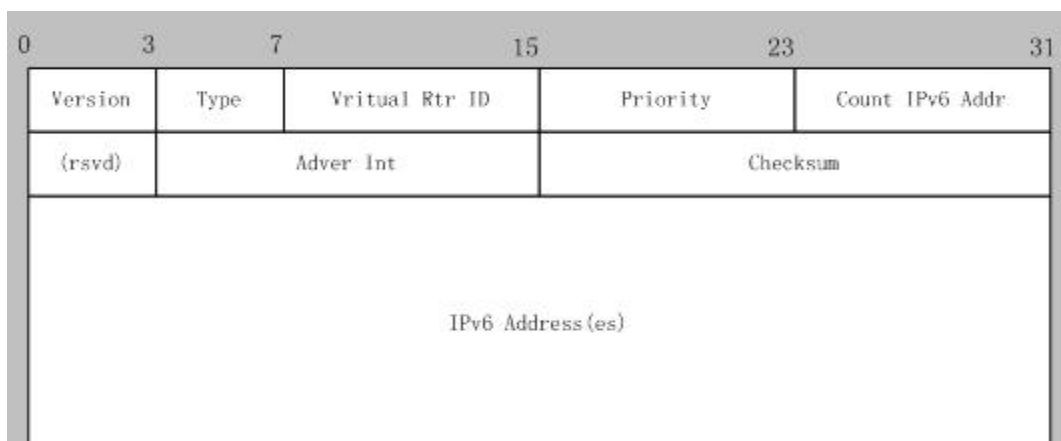 0 3 7 15 23 31
Version Type Vritual Rtr ID Priority Count IPv6 Addr
(rsvd) Adver Int Checksum
IPv6 Address(es)